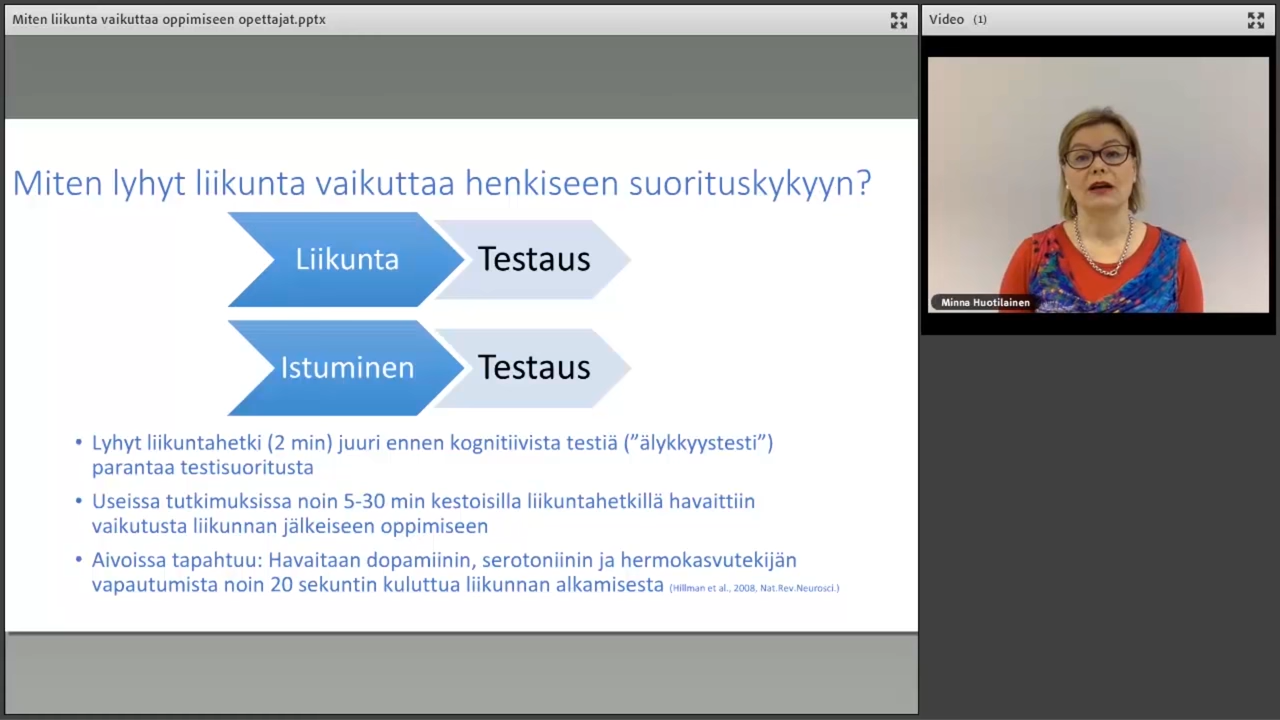 Miten liikunta vaikuttaa oppimiseen opettajat.pptx
Video (1)
Miten lyhyt liikunta vaikuttaa henkiseen suorituskykyyn?
Liikunta
Testaus
Istuminen
Testaus
• Lyhyt liikuntahetki (2 min) juuri ennen kognitiivista testiä (”älykkyystesti”)
parantaa testisuoritusta
• Useissa tutkimuksissa noin 5-30 min kestoisilla liikuntahetkillä havaittiin
vaikutusta liikunnan jälkeiseen oppimiseen
• Aivoissa tapahtuu: Havaitaan dopamiinin, serotoniinin ja hermokasvutekijän
vapautumista noin 20 sekuntin kuluttua liikunnan alkamisesta (Hillman et al., 2008, Nat.Rev.Neurosci.)
Minna Huotilainen